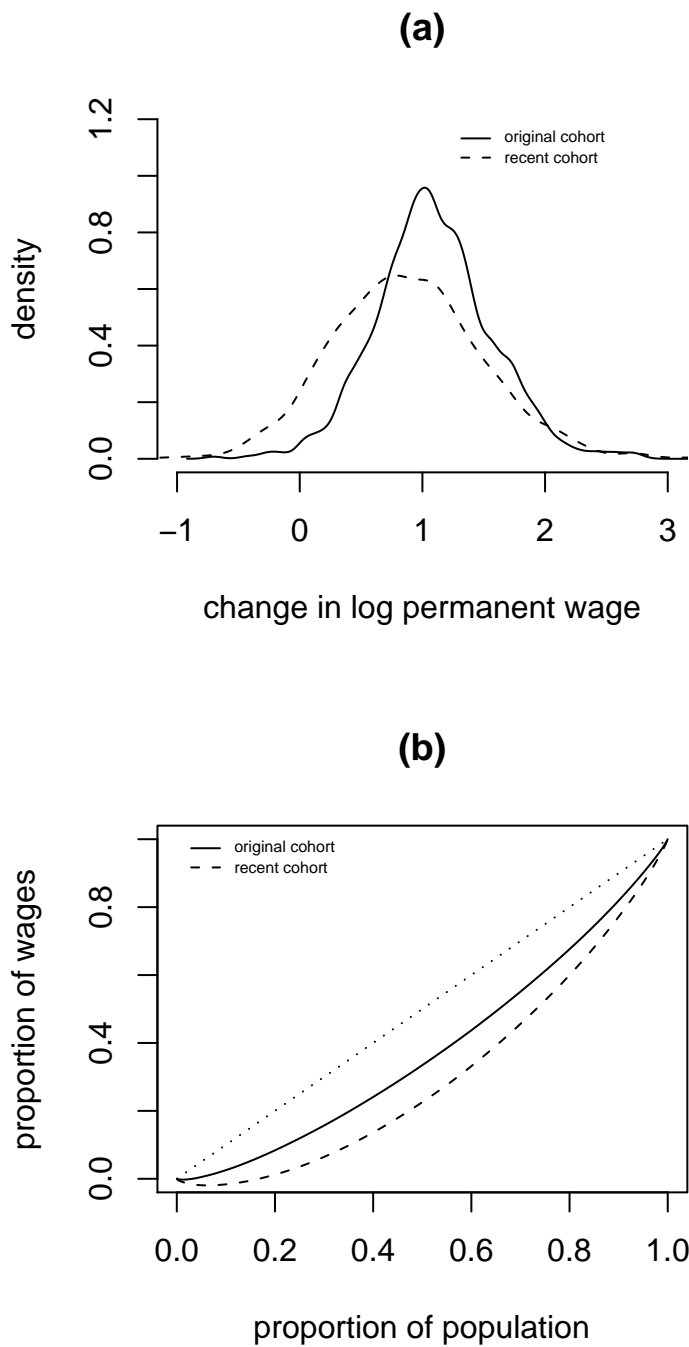 (a)
1.2
0.8
0.4
0.0
density
original cohort
recent cohort
−1 0 1 2 3
change in log permanent wage
(b)
0.8
0.4
0.0
proportion of wages
original cohort
recent cohort
0.0 0.2 0.4 0.6 0.8 1.0
proportion of population